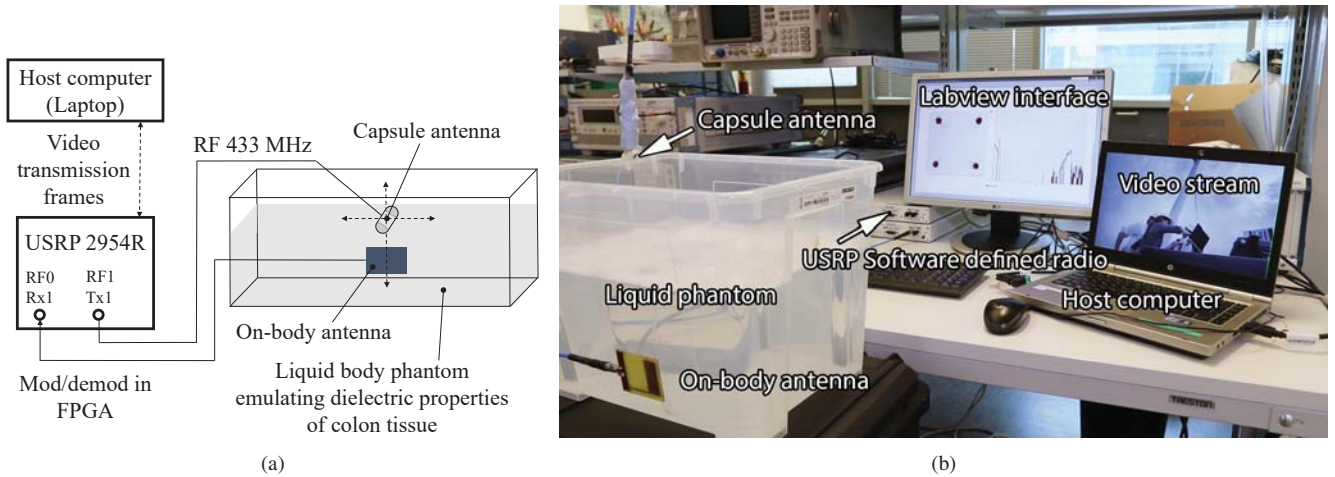 Host computer
(Laptop)
Video
transmission
frames
RF 433 MHz
Capsule antenna
USRP 2954R
RF0
RF1
Rx1
Tx1
On-body antenna
Mod/demod in
FPGA
Liquid body phantom
emulating dielectric properties
of colon tissue
(a)
Labview interface
Capsule antenna
Video stream
USRP Software defined radio
Liquid phantom
Host computer
On-body antenna
TRESTON
(b)